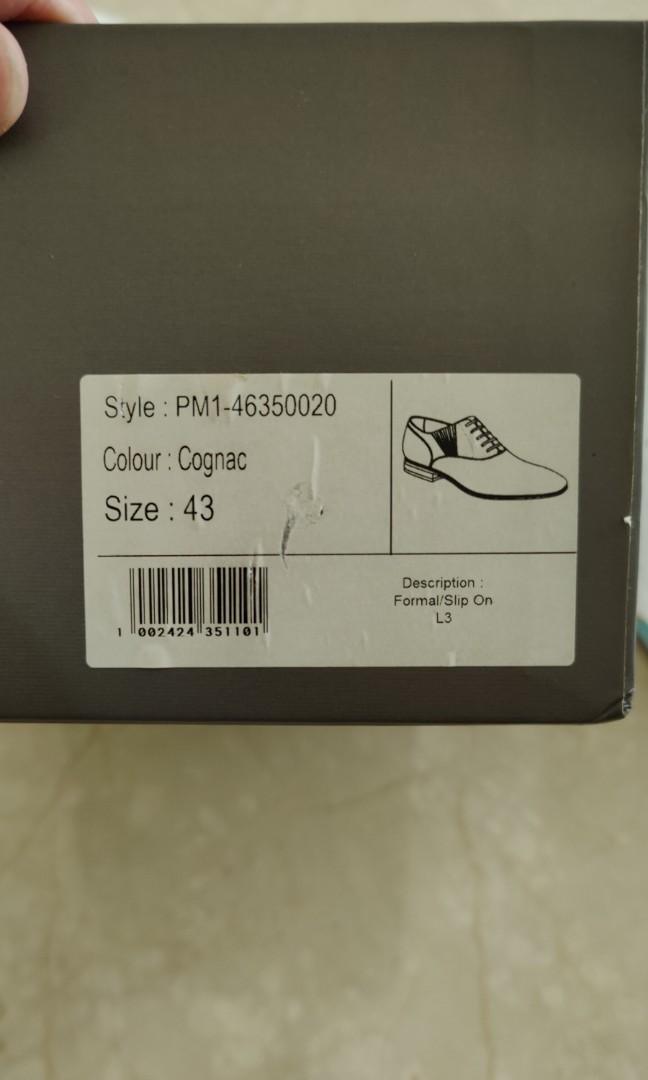 Style : PM1-46350020
Colour : Cognac
Size : 43
1 002424 351101
Description :
Formal/Slip On
L3